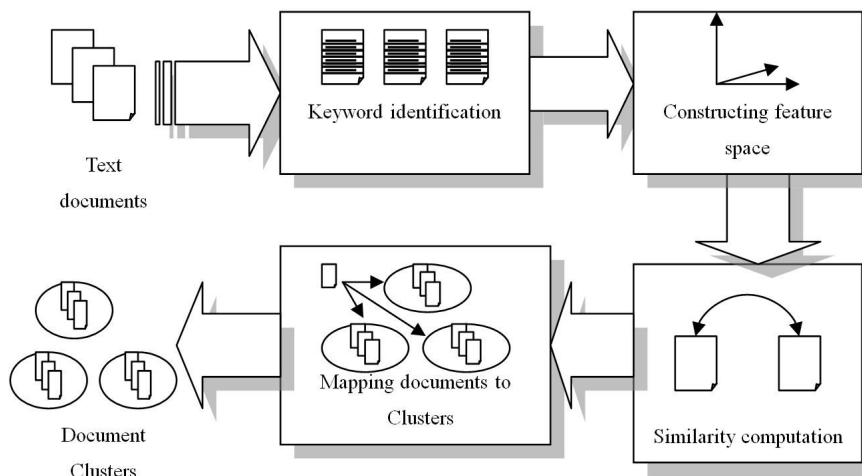 Text
documents
Keyword identification
Constructing feature
space
Similarity computation
Mapping documents to
Clusters
Document
Clusters